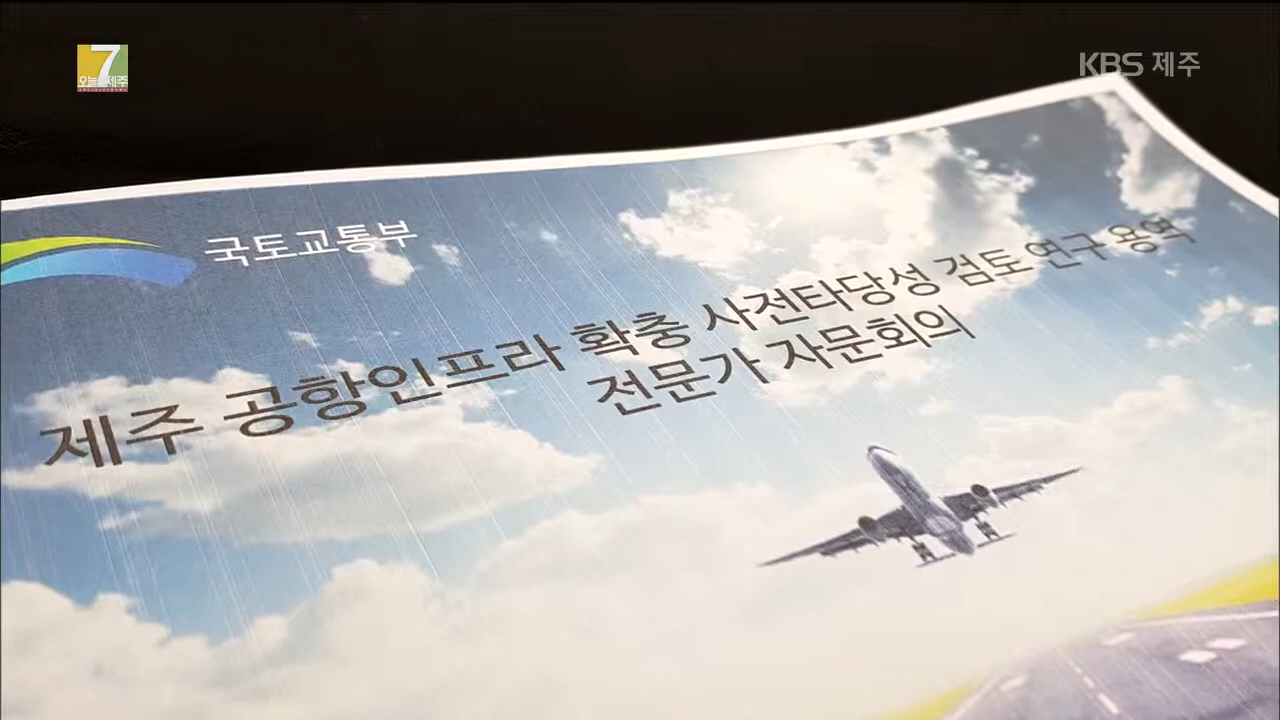 7
오늘 제주
KBS 제주
국토교통부
제주 공항인프라 확충 사전타당성 검토 연구 용역
전문가 자문회의